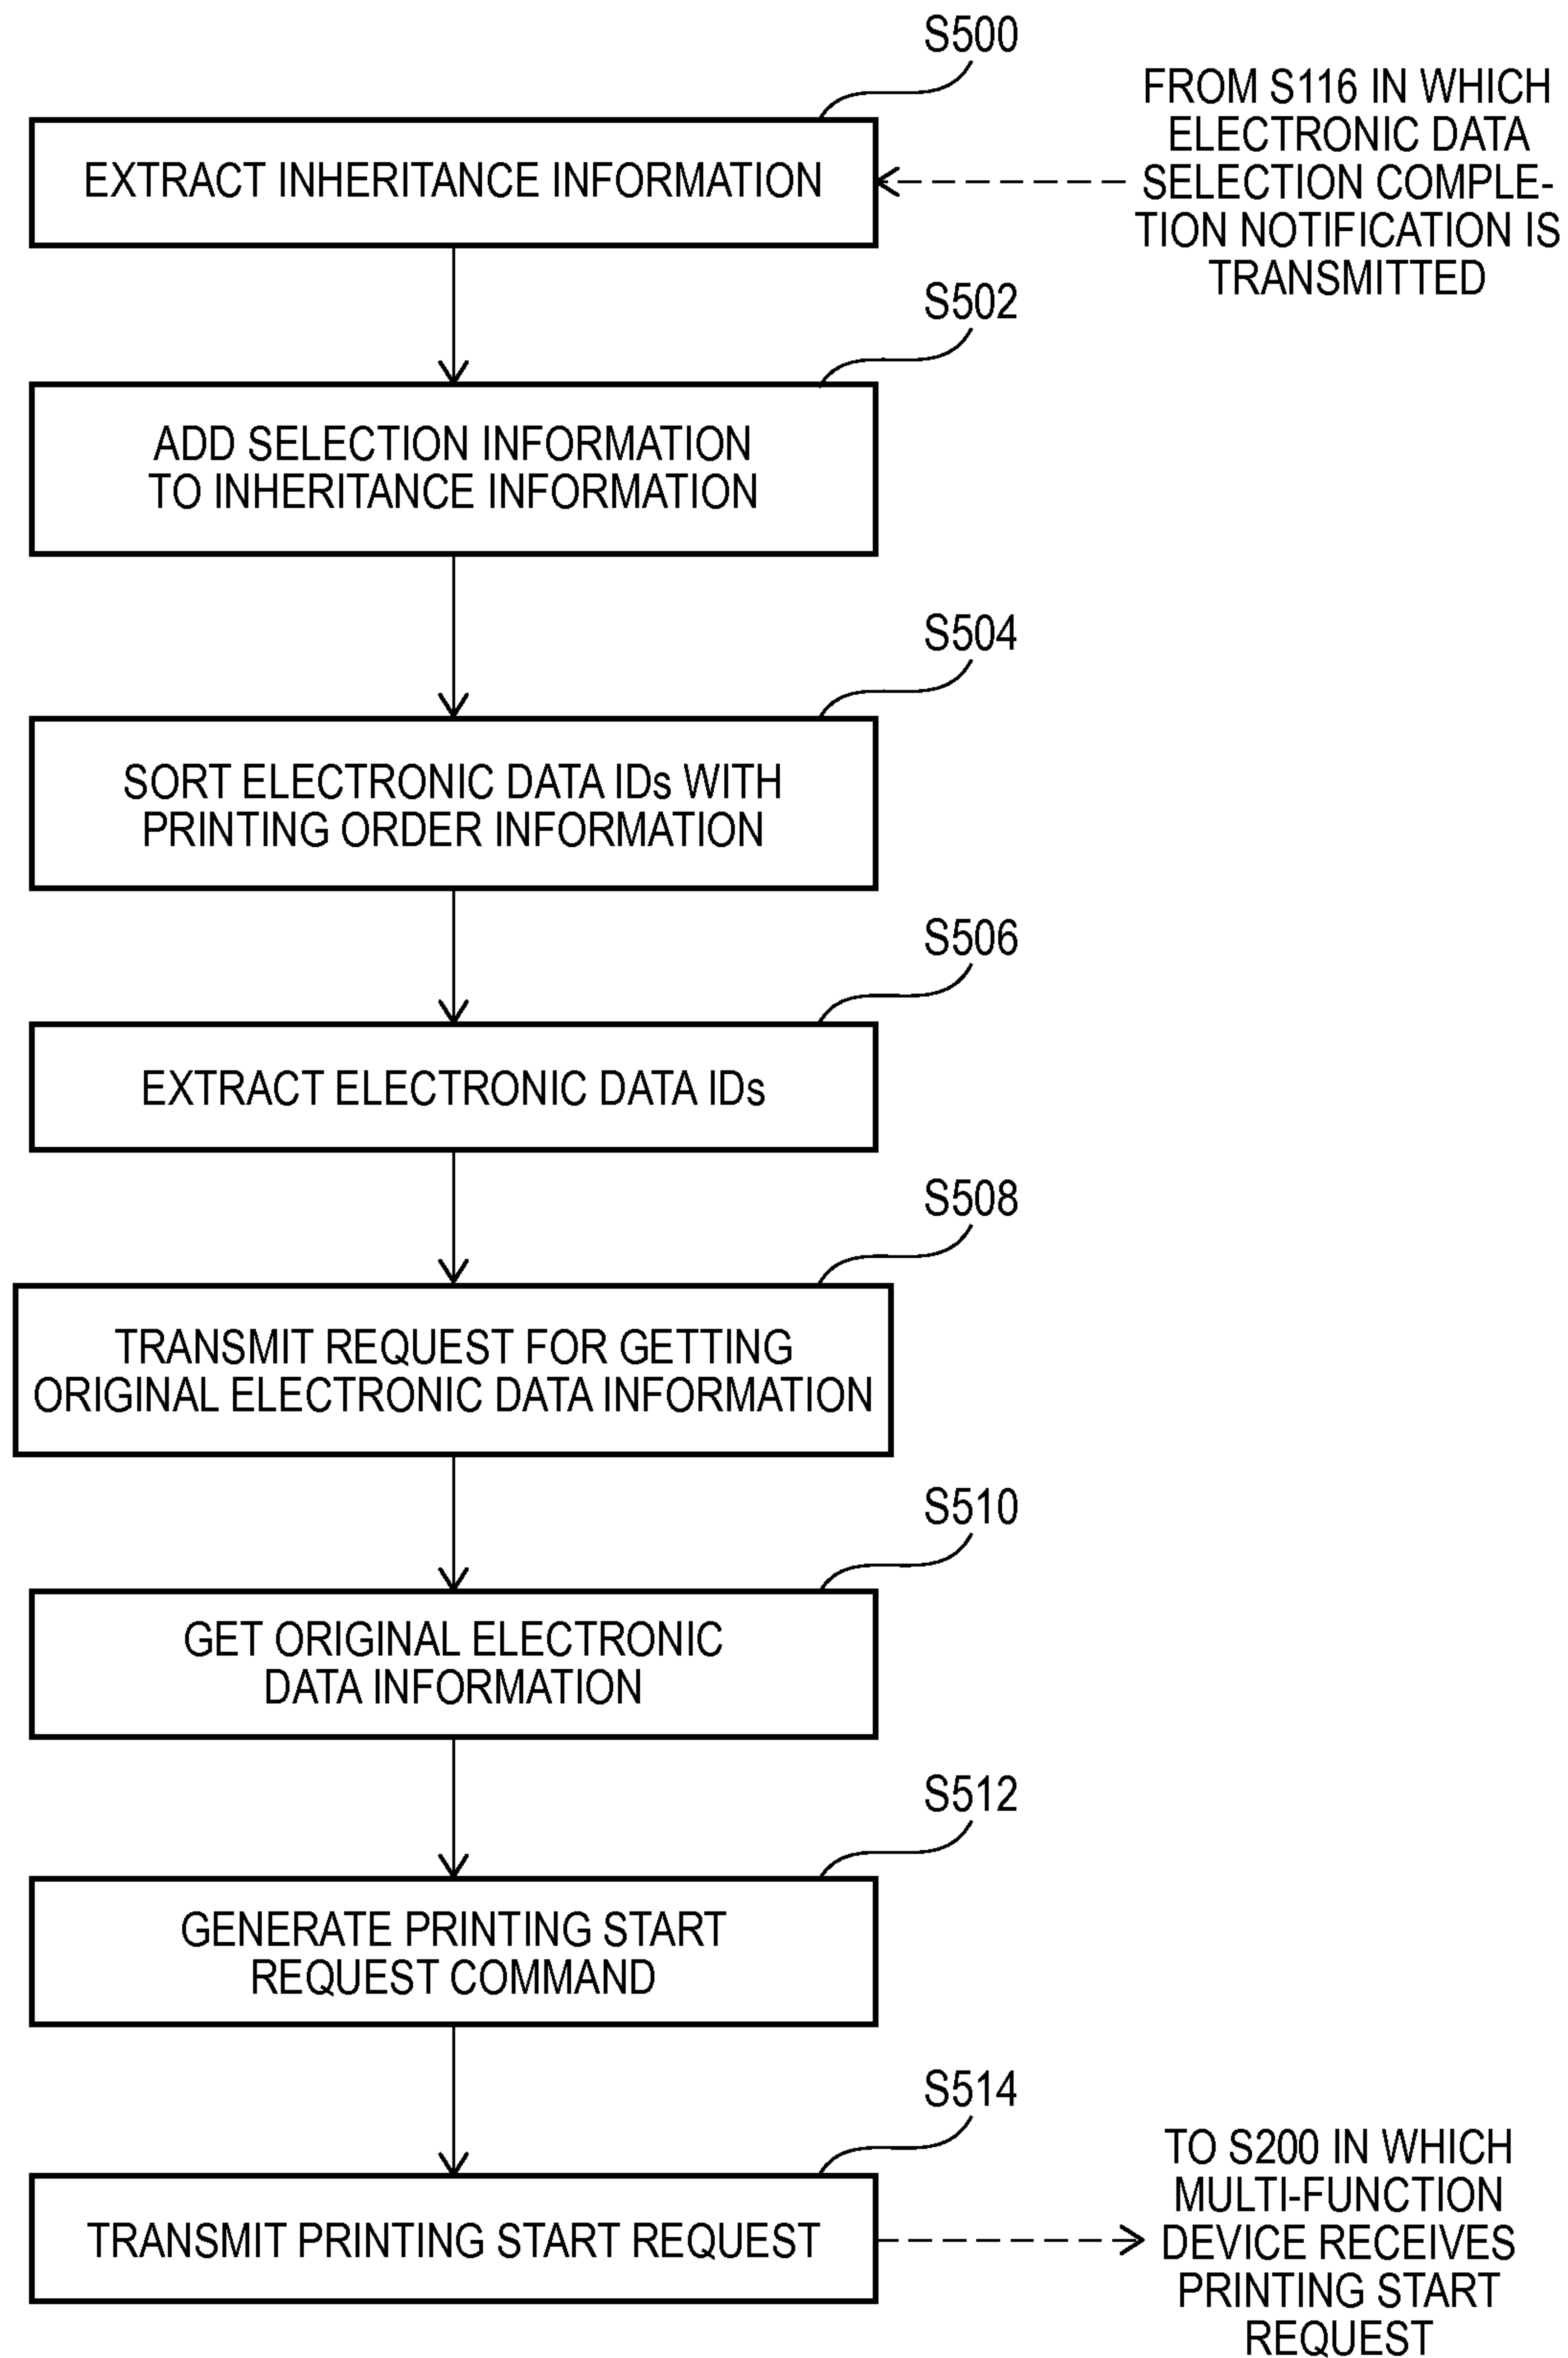 S500
FROM S116 IN WHICH
ELECTRONIC DATA
SELECTION COMPLE-
TION NOTIFICATION IS
TRANSMITTED
EXTRACT INHERITANCE INFORMATION
S502
ADD SELECTION INFORMATION
TO INHERITANCE INFORMATION
S504
SORT ELECTRONIC DATA IDs WITH
PRINTING ORDER INFORMATION
S506
EXTRACT ELECTRONIC DATA IDs
S508
TRANSMIT REQUEST FOR GETTING
ORIGINAL ELECTRONIC DATA INFORMATION
S510
GET ORIGINAL ELECTRONIC
DATA INFORMATION
S512
GENERATE PRINTING START
REQUEST COMMAND
S514
TRANSMIT PRINTING START REQUEST
TO S200 IN WHICH
MULTI-FUNCTION
DEVICE RECEIVES
PRINTING START
REQUEST